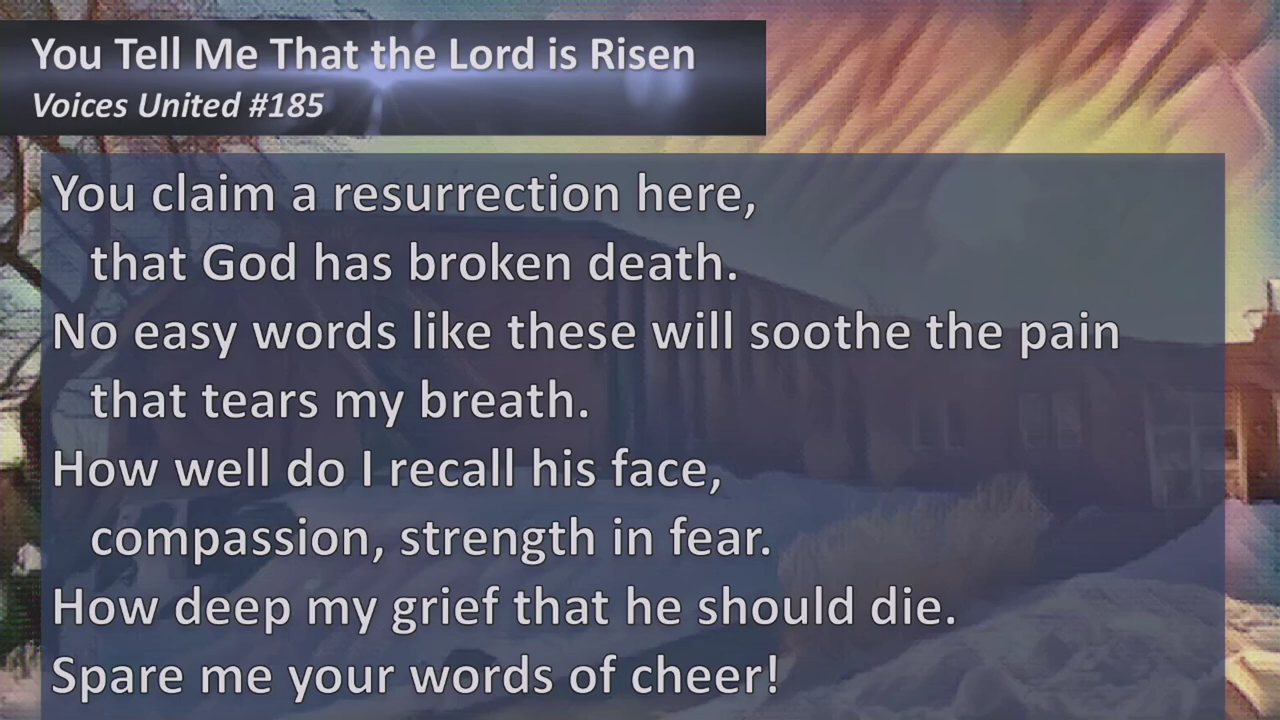 You Tell Me That the Lord is Risen
Voices United #185
You claim a resurrection here,
that God has broken death.
No easy words like these will soothe the pain
that tears my breath.
How well do I recall his face,
compassion, strength in fear.
How deep my grief that he should die.
Spare me your words of cheer!